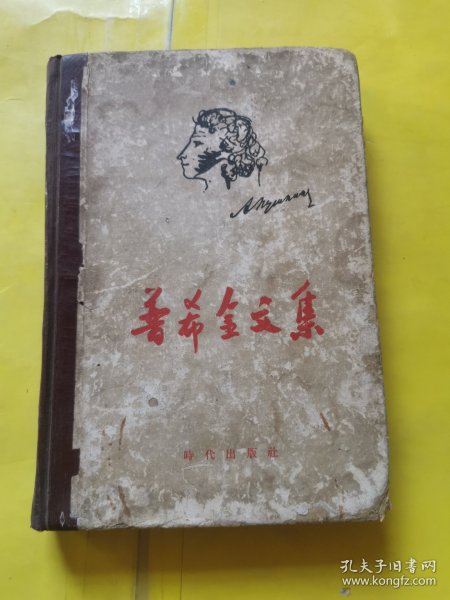 А Пушкин
普希金文集
時代出版社
孔夫子旧书网
www.kongfz.com